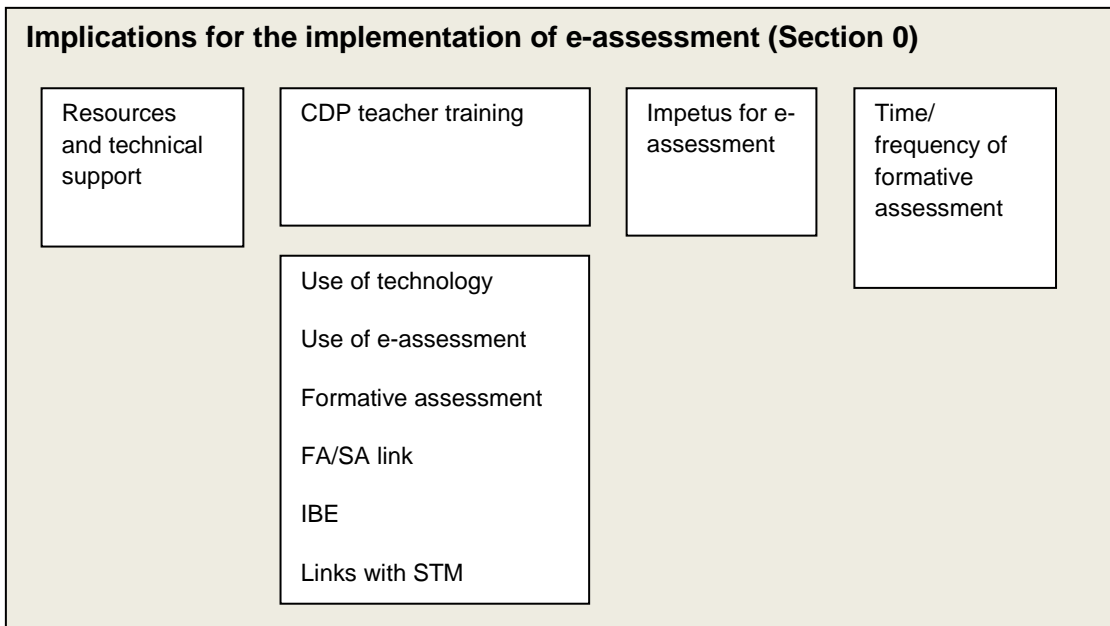 Implications for the implementation of e-assessment (Section 0)
Resources
and technical
support
CDP teacher training
Impetus for e-
assessment
Time/
frequency of
formative
assessment
Use of technology
Use of e-assessment
Formative assessment
FA/SA link
IBE
Links with STM